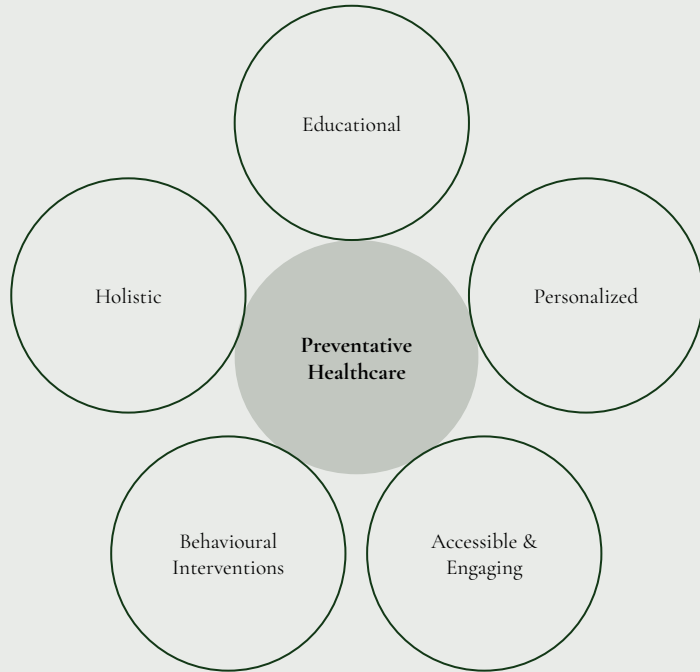 Educational
Holistic
Personalized
Preventative
Healthcare
Behavioural
Interventions
Accessible &
Engaging